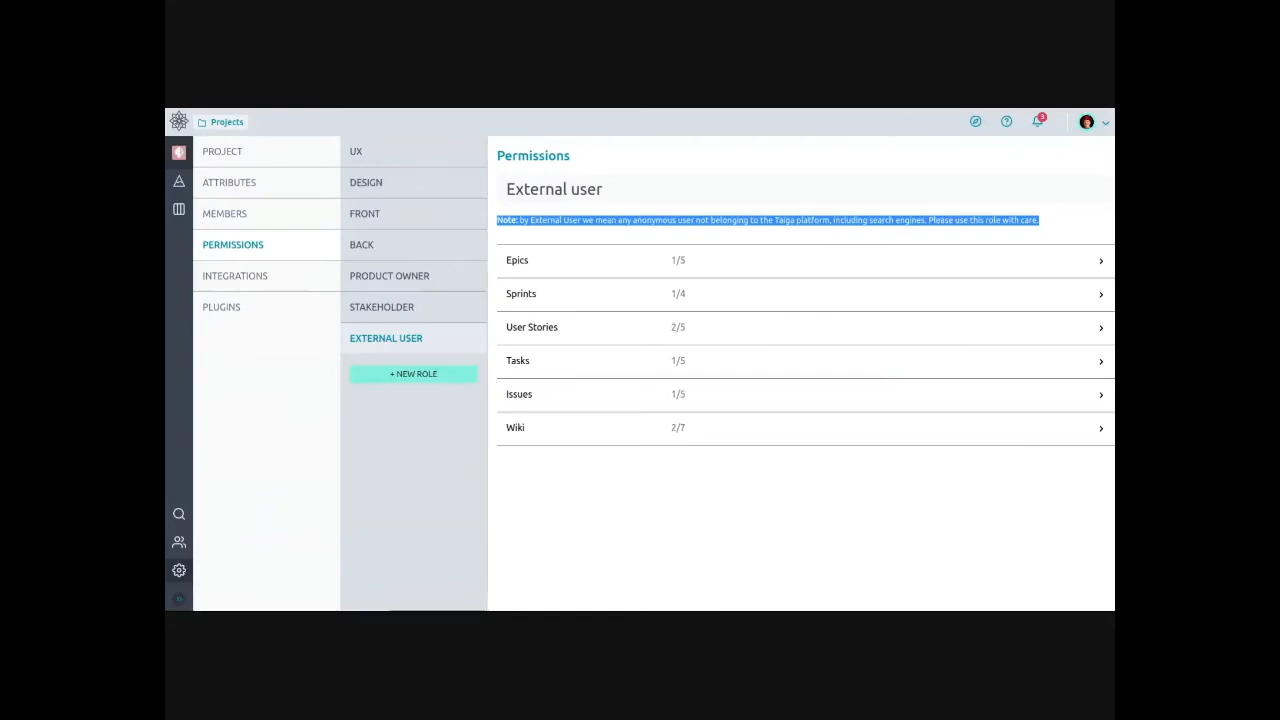 Projects
3
PROJECT
ATTRIBUTES
MEMBERS
PERMISSIONS
INTEGRATIONS
PLUGINS
UX
DESIGN
FRONT
BACK
PRODUCT OWNER
STAKEHOLDER
EXTERNAL USER
+ NEW ROLE
Permissions
External user
Note: by External User we mean any anonymous user not belonging to the Taiga platform, including search engines. Please use this role with care.
Epics 1/5
Sprints 1/4
User Stories 2/5
Tasks 1/5
Issues 1/5
Wiki 2/7